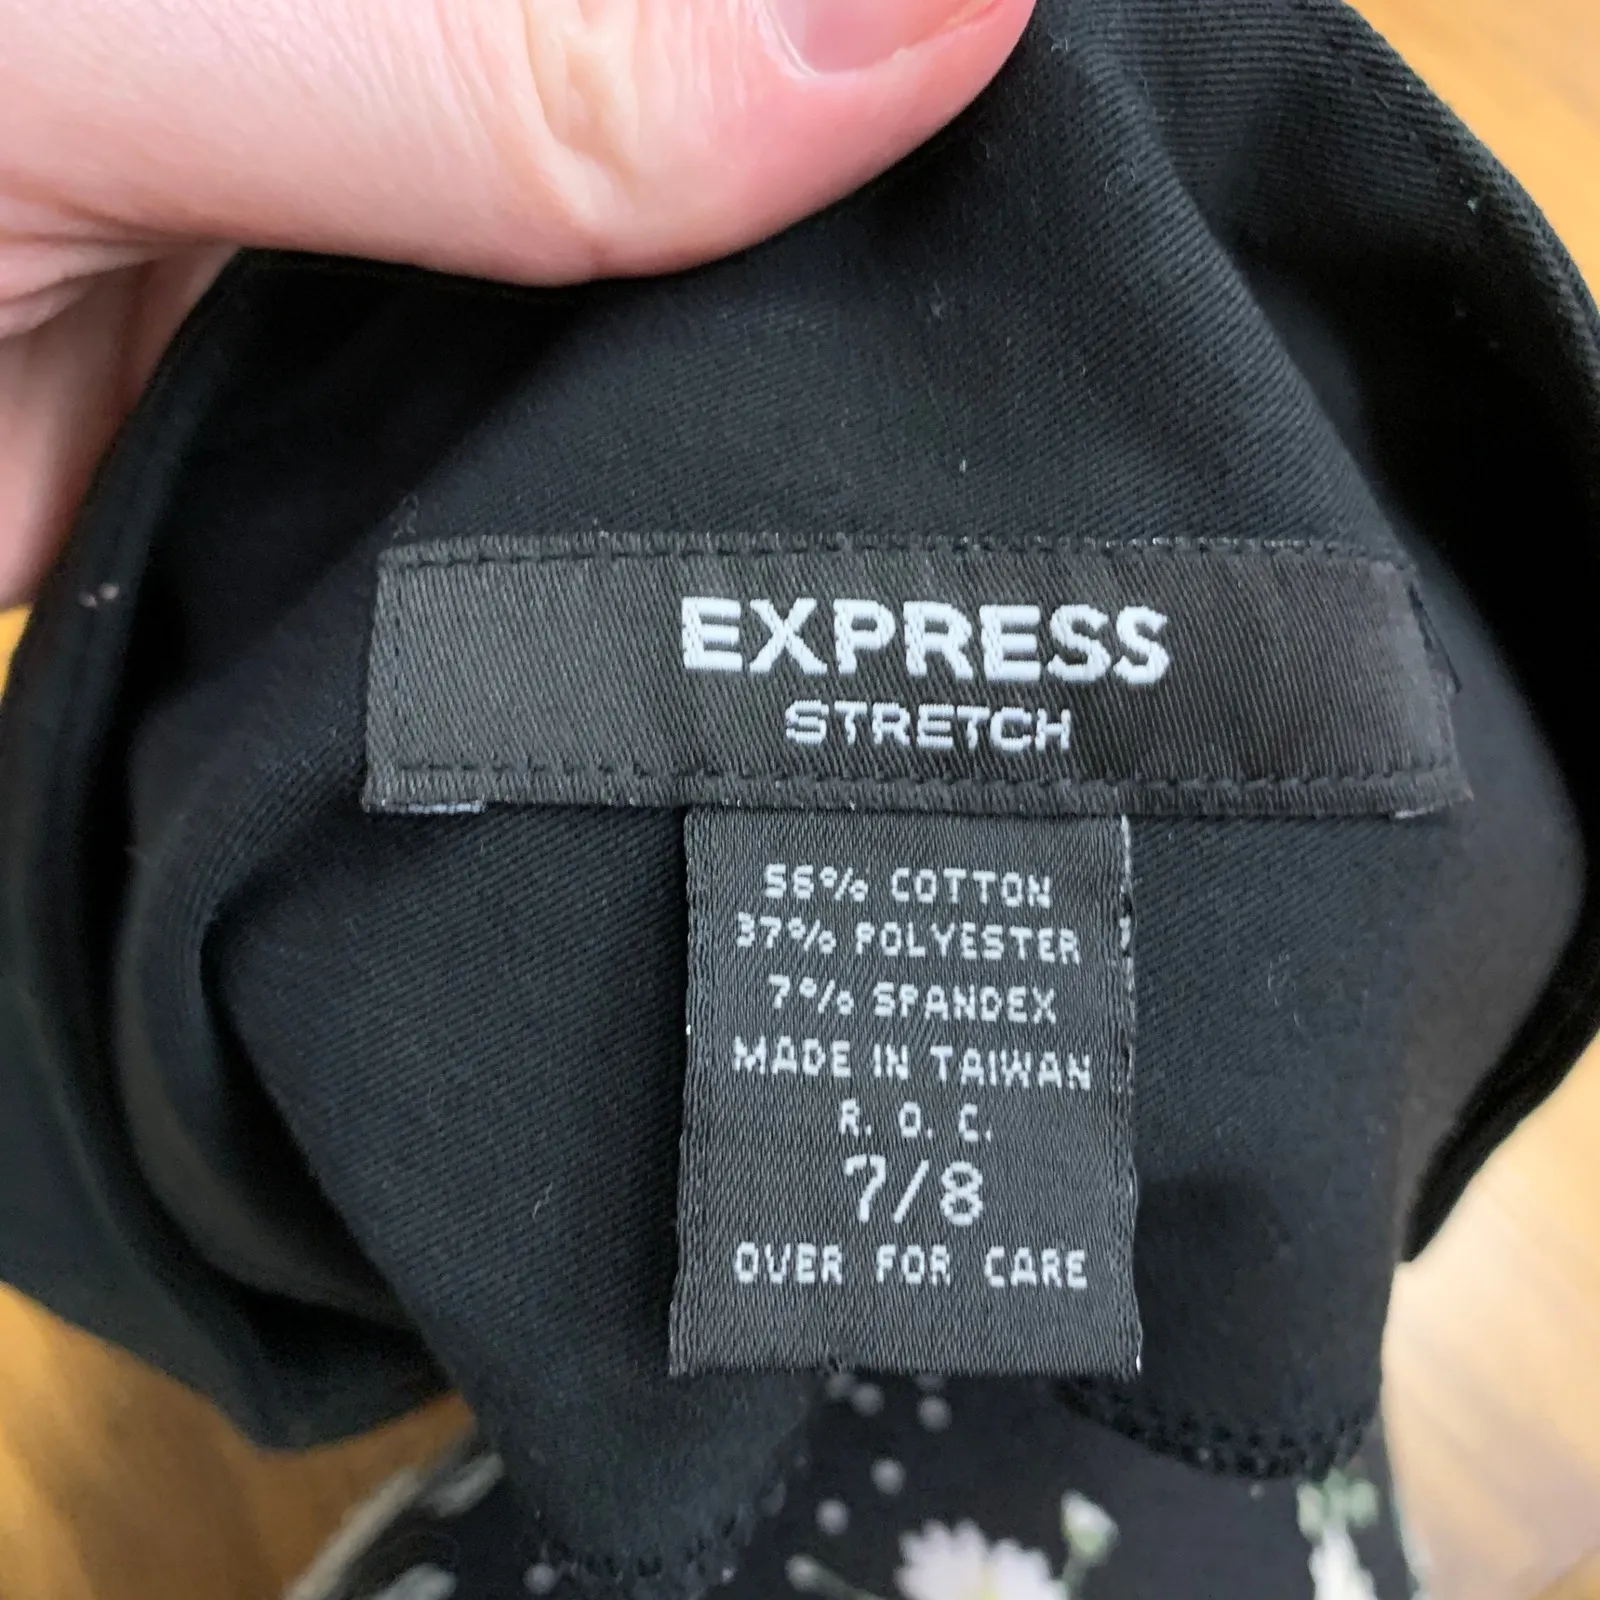 EXPRESS
STRETCH
56% COTTON
37% POLYESTER
7% SPANDEX
MADE IN TAIWAN
R. O. C.
7/8
OVER FOR CARE